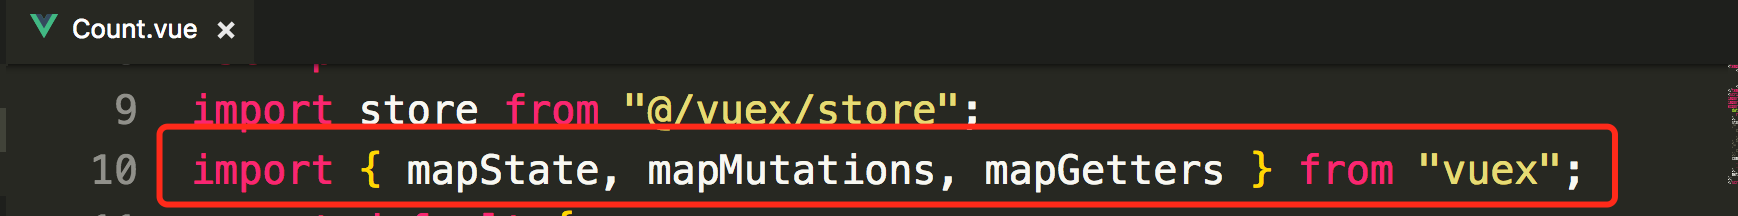 Count.vue ×
9 import store from "@/vuex/store";
10 import { mapState, mapMutations, mapGetters } from "vuex";